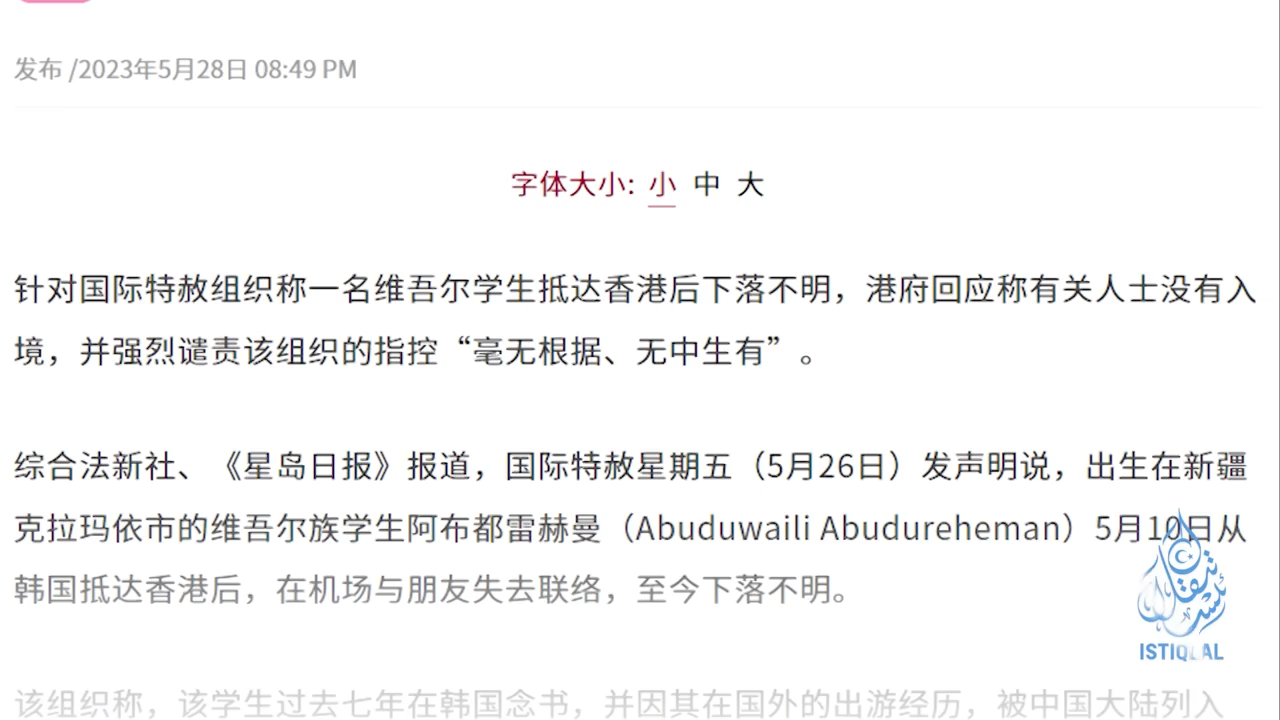 发布 /2023年5月28日 08:49 PM
字体大小: 小 中 大
针对国际特赦组织称一名维吾尔学生抵达香港后下落不明，港府回应称有关人士没有入
境，并强烈谴责该组织的指控“毫无根据、无中生有”。
综合法新社、《星岛日报》报道，国际特赦星期五（5月26日）发声明说，出生在新疆
克拉玛依市的维吾尔族学生阿布都雷赫曼（Abuduwaili Abudureheman）5月10日从
韩国抵达香港后，在机场与朋友失去联络，至今下落不明。
该组织称，该学生过去七年在韩国念书，并因其在国外的出游经历，被中国大陆列入
ISTIQLAL